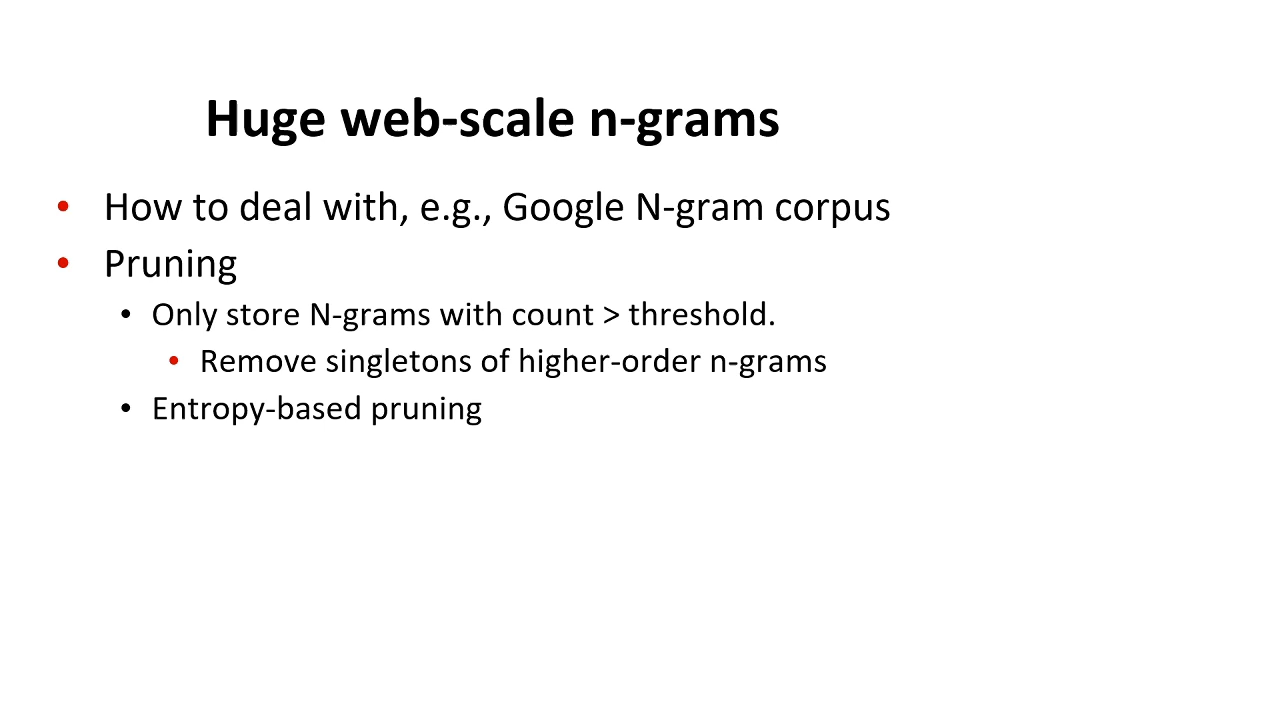 Huge web-scale n-grams
• How to deal with, e.g., Google N-gram corpus
• Pruning
• Only store N-grams with count > threshold.
• Remove singletons of higher-order n-grams
• Entropy-based pruning